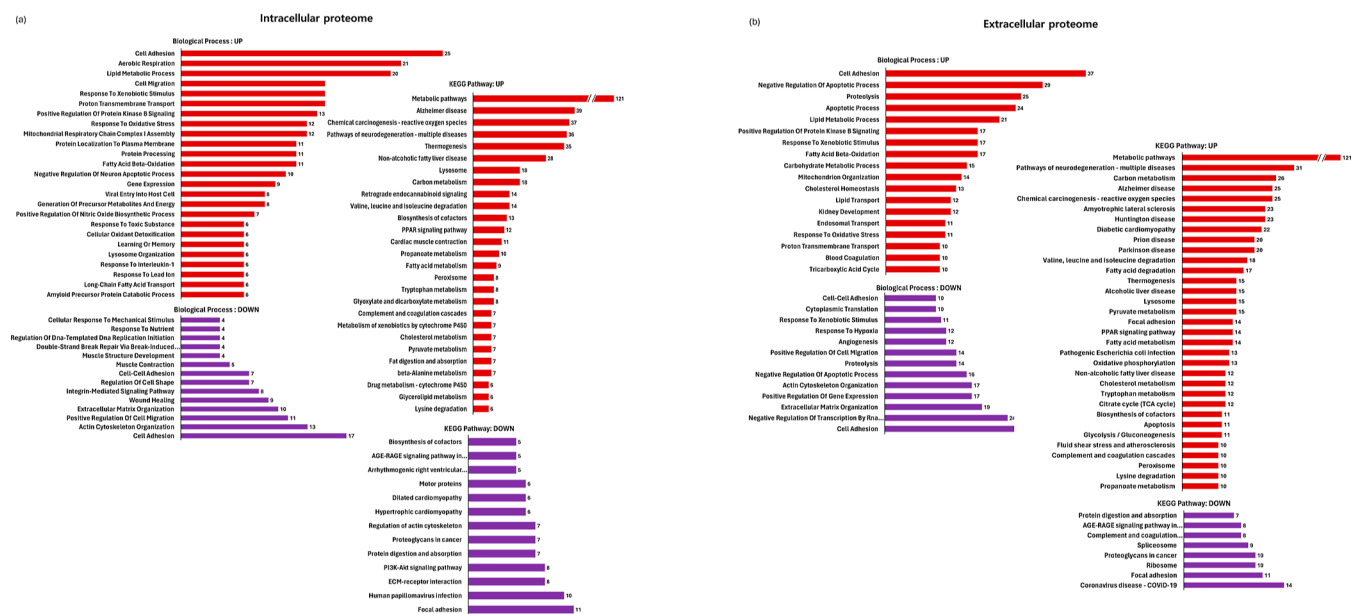 (a)
Intracellular proteome
Biological Process : UP
Cell Adhesion 25
Aerobic Respiration 21
Lipid Metabolic Process 20
Cell Migration
Response To Xenobiotic Stimulus
Proton Transmembrane Transport
Positive Regulation Of Protein Kinase B Signaling 13
Response To Oxidative Stress 12
Mitochondrial Respiratory Chain Complex I Assembly 12
Protein Localization To Plasma Membrane 11
Protein Processing 11
Fatty Acid Beta-Oxidation 11
Negative Regulation Of Neuron Apoptotic Process 10
Gene Expression 9
Viral Entry Into Host Cell 8
Generation Of Precursor Metabolites And Energy 8
Positive Regulation Of Nitric Oxide Biosynthetic Process 7
Response To Toxic Substance 6
Cellular Oxidant Detoxification 6
Learning Or Memory 6
Lysosome Organization 6
Response To Interleukin-1 6
Response To Lead Ion 6
Long-Chain Fatty Acid Transport 6
Amyloid Precursor Protein Catabolic Process 6
Biological Process : DOWN
Cellular Response To Mechanical Stimulus 4
Response To Nutrient 4
Regulation Of Dna-Templated Dna Replication Initiation 4
Double-Strand Break Repair Via Break-Induced... 4
Muscle Structure Development 4
Muscle Contraction 5
Cell-Cell Adhesion 7
Regulation Of Cell Shape 7
Integrin-Mediated Signaling Pathway 8
Wound Healing 9
Extracellular Matrix Organization 10
Positive Regulation Of Cell Migration 11
Actin Cytoskeleton Organization 13
Cell Adhesion 17
KEGG Pathway: UP
Metabolic pathways 121
Alzheimer disease 39
Chemical carcinogenesis - reactive oxygen species 37
Pathways of neurodegeneration - multiple diseases 36
Thermogenesis 35
Non-alcoholic fatty liver disease 28
Lysosome 18
Carbon metabolism 18
Retrograde endocannabinoid signaling 14
Valine, leucine and isoleucine degradation 14
Biosynthesis of cofactors 13
PPAR signaling pathway 12
Cardiac muscle contraction 11
Propanoate metabolism 10
Fatty acid metabolism 9
Peroxisome 8
Tryptophan metabolism 8
Glyoxylate and dicarboxylate metabolism 8
Complement and coagulation cascades 7
Metabolism of xenobiotics by cytochrome P450 7
Cholesterol metabolism 7
Pyruvate metabolism 7
Fat digestion and absorption 7
beta-Alanine metabolism 7
Drug metabolism - cytochrome P450 6
Glycerolipid metabolism 6
Lysine degradation 6
KEGG Pathway: DOWN
Biosynthesis of cofactors 5
AGE-RAGE signaling pathway in... 5
Arrhythmogenic right ventricular... 5
Motor proteins 6
Dilated cardiomyopathy 6
Hypertrophic cardiomyopathy 6
Regulation of actin cytoskeleton 7
Proteoglycans in cancer 7
Protein digestion and absorption 7
PI3K-Akt signaling pathway 8
ECM-receptor interaction 8
Human papillomavirus infection 10
Focal adhesion 11
(b)
Extracellular proteome
Biological Process : UP
Cell Adhesion 37
Negative Regulation Of Apoptotic Process 29
Proteolysis 25
Apoptotic Process 24
Lipid Metabolic Process 21
Positive Regulation Of Protein Kinase B Signaling 17
Response To Xenobiotic Stimulus 17
Fatty Acid Beta-Oxidation 17
Carbohydrate Metabolic Process 15
Mitochondrion Organization 14
Cholesterol Homeostasis 13
Lipid Transport 12
Kidney Development 12
Endosomal Transport 11
Response To Oxidative Stress 11
Proton Transmembrane Transport 10
Blood Coagulation 10
Tricarboxylic Acid Cycle 10
Biological Process: DOWN
Cell-Cell Adhesion 10
Cytoplasmic Translation 10
Response To Xenobiotic Stimulus 11
Response To Hypoxia 12
Angiogenesis 12
Positive Regulation Of Cell Migration 14
Proteolysis 14
Negative Regulation Of Apoptotic Process 16
Actin Cytoskeleton Organization 17
Positive Regulation Of Gene Expression 17
Extracellular Matrix Organization 19
Negative Regulation Of Transcription By Rna...
Cell Adhesion
KEGG Pathway: UP
Metabolic pathways 121
Pathways of neurodegeneration - multiple diseases 31
Carbon metabolism 26
Alzheimer disease 25
Chemical carcinogenesis - reactive oxygen species 25
Amyotrophic lateral sclerosis 23
Huntington disease 23
Diabetic cardiomyopathy 22
Prion disease 20
Parkinson disease 20
Valine, leucine and isoleucine degradation 18
Fatty acid degradation 17
Thermogenesis 15
Alcoholic liver disease 15
Lysosome 15
Pyruvate metabolism 15
Focal adhesion 14
PPAR signaling pathway 14
Fatty acid metabolism 14
Pathogenic Escherichia coli infection 13
Oxidative phosphorylation 13
Non-alcoholic fatty liver disease 12
Cholesterol metabolism 12
Tryptophan metabolism 12
Citrate cycle (TCA cycle) 12
Biosynthesis of cofactors 11
Apoptosis 11
Glycolysis / Gluconeogenesis 11
Fluid shear stress and atherosclerosis 10
Complement and coagulation cascades 10
Peroxisome 10
Lysine degradation 10
Propanoate metabolism 10
KEGG Pathway: DOWN
Protein digestion and absorption 7
AGE-RAGE signaling pathway in... 8
Complement and coagulation... 8
Spliceosome 9
Proteoglycans in cancer 10
Ribosome 10
Focal adhesion 11
Coronavirus disease - COVID-19 14